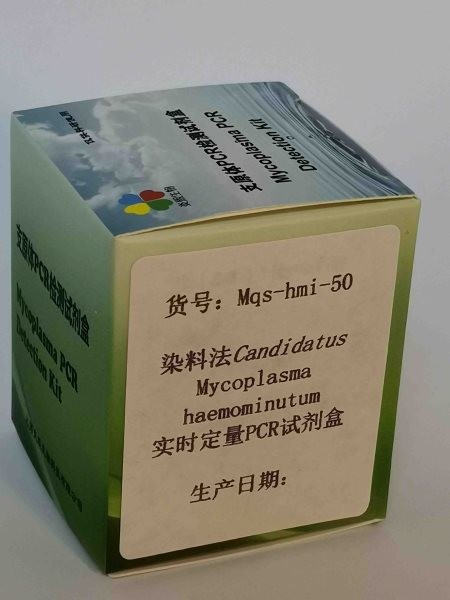 支原体PCR检测试剂盒
Mycoplasma PCR
Detection Kit
支原体PCR检测试剂盒
Mycoplasma PCR
Detection Kit
货号：Mqs-hmi-50
染料法Candidatus
Mycoplasma
haemominutum
实时定量PCR试剂盒
生产日期：